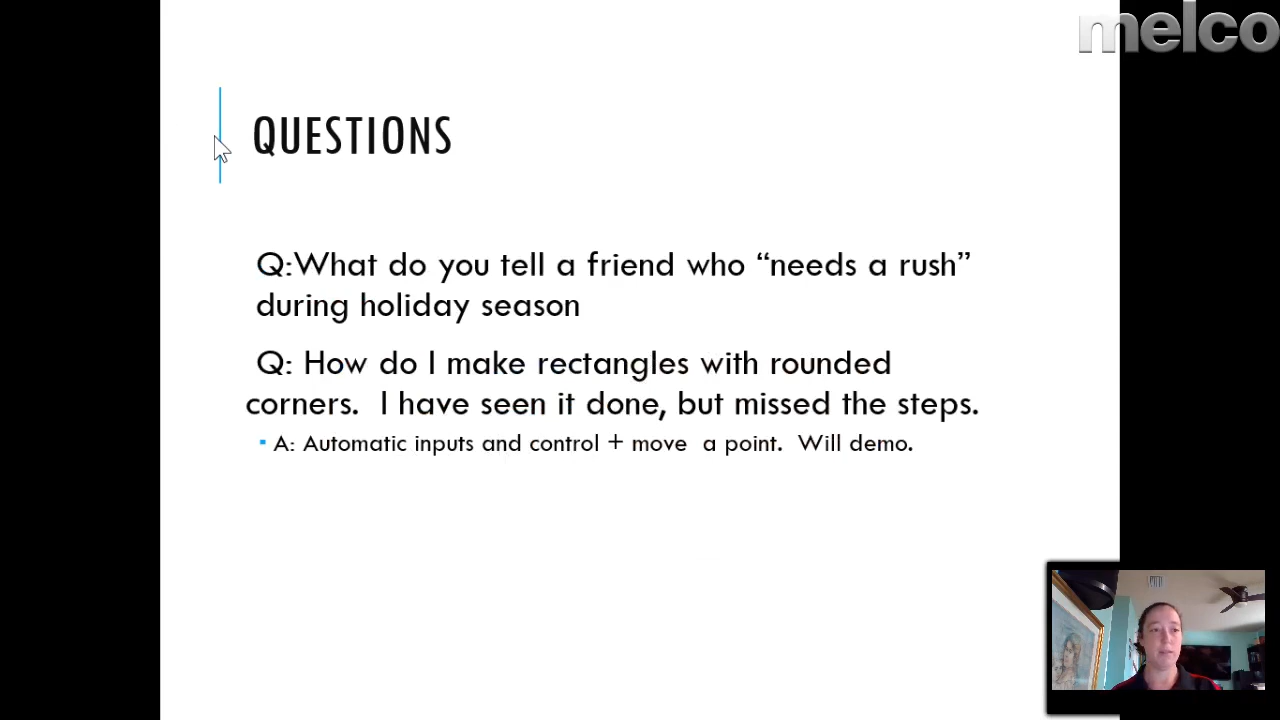 melco
QUESTIONS
Q:What do you tell a friend who “needs a rush”
during holiday season
Q: How do I make rectangles with rounded
corners.  I have seen it done, but missed the steps.
▪ A: Automatic inputs and control + move  a point.  Will demo.